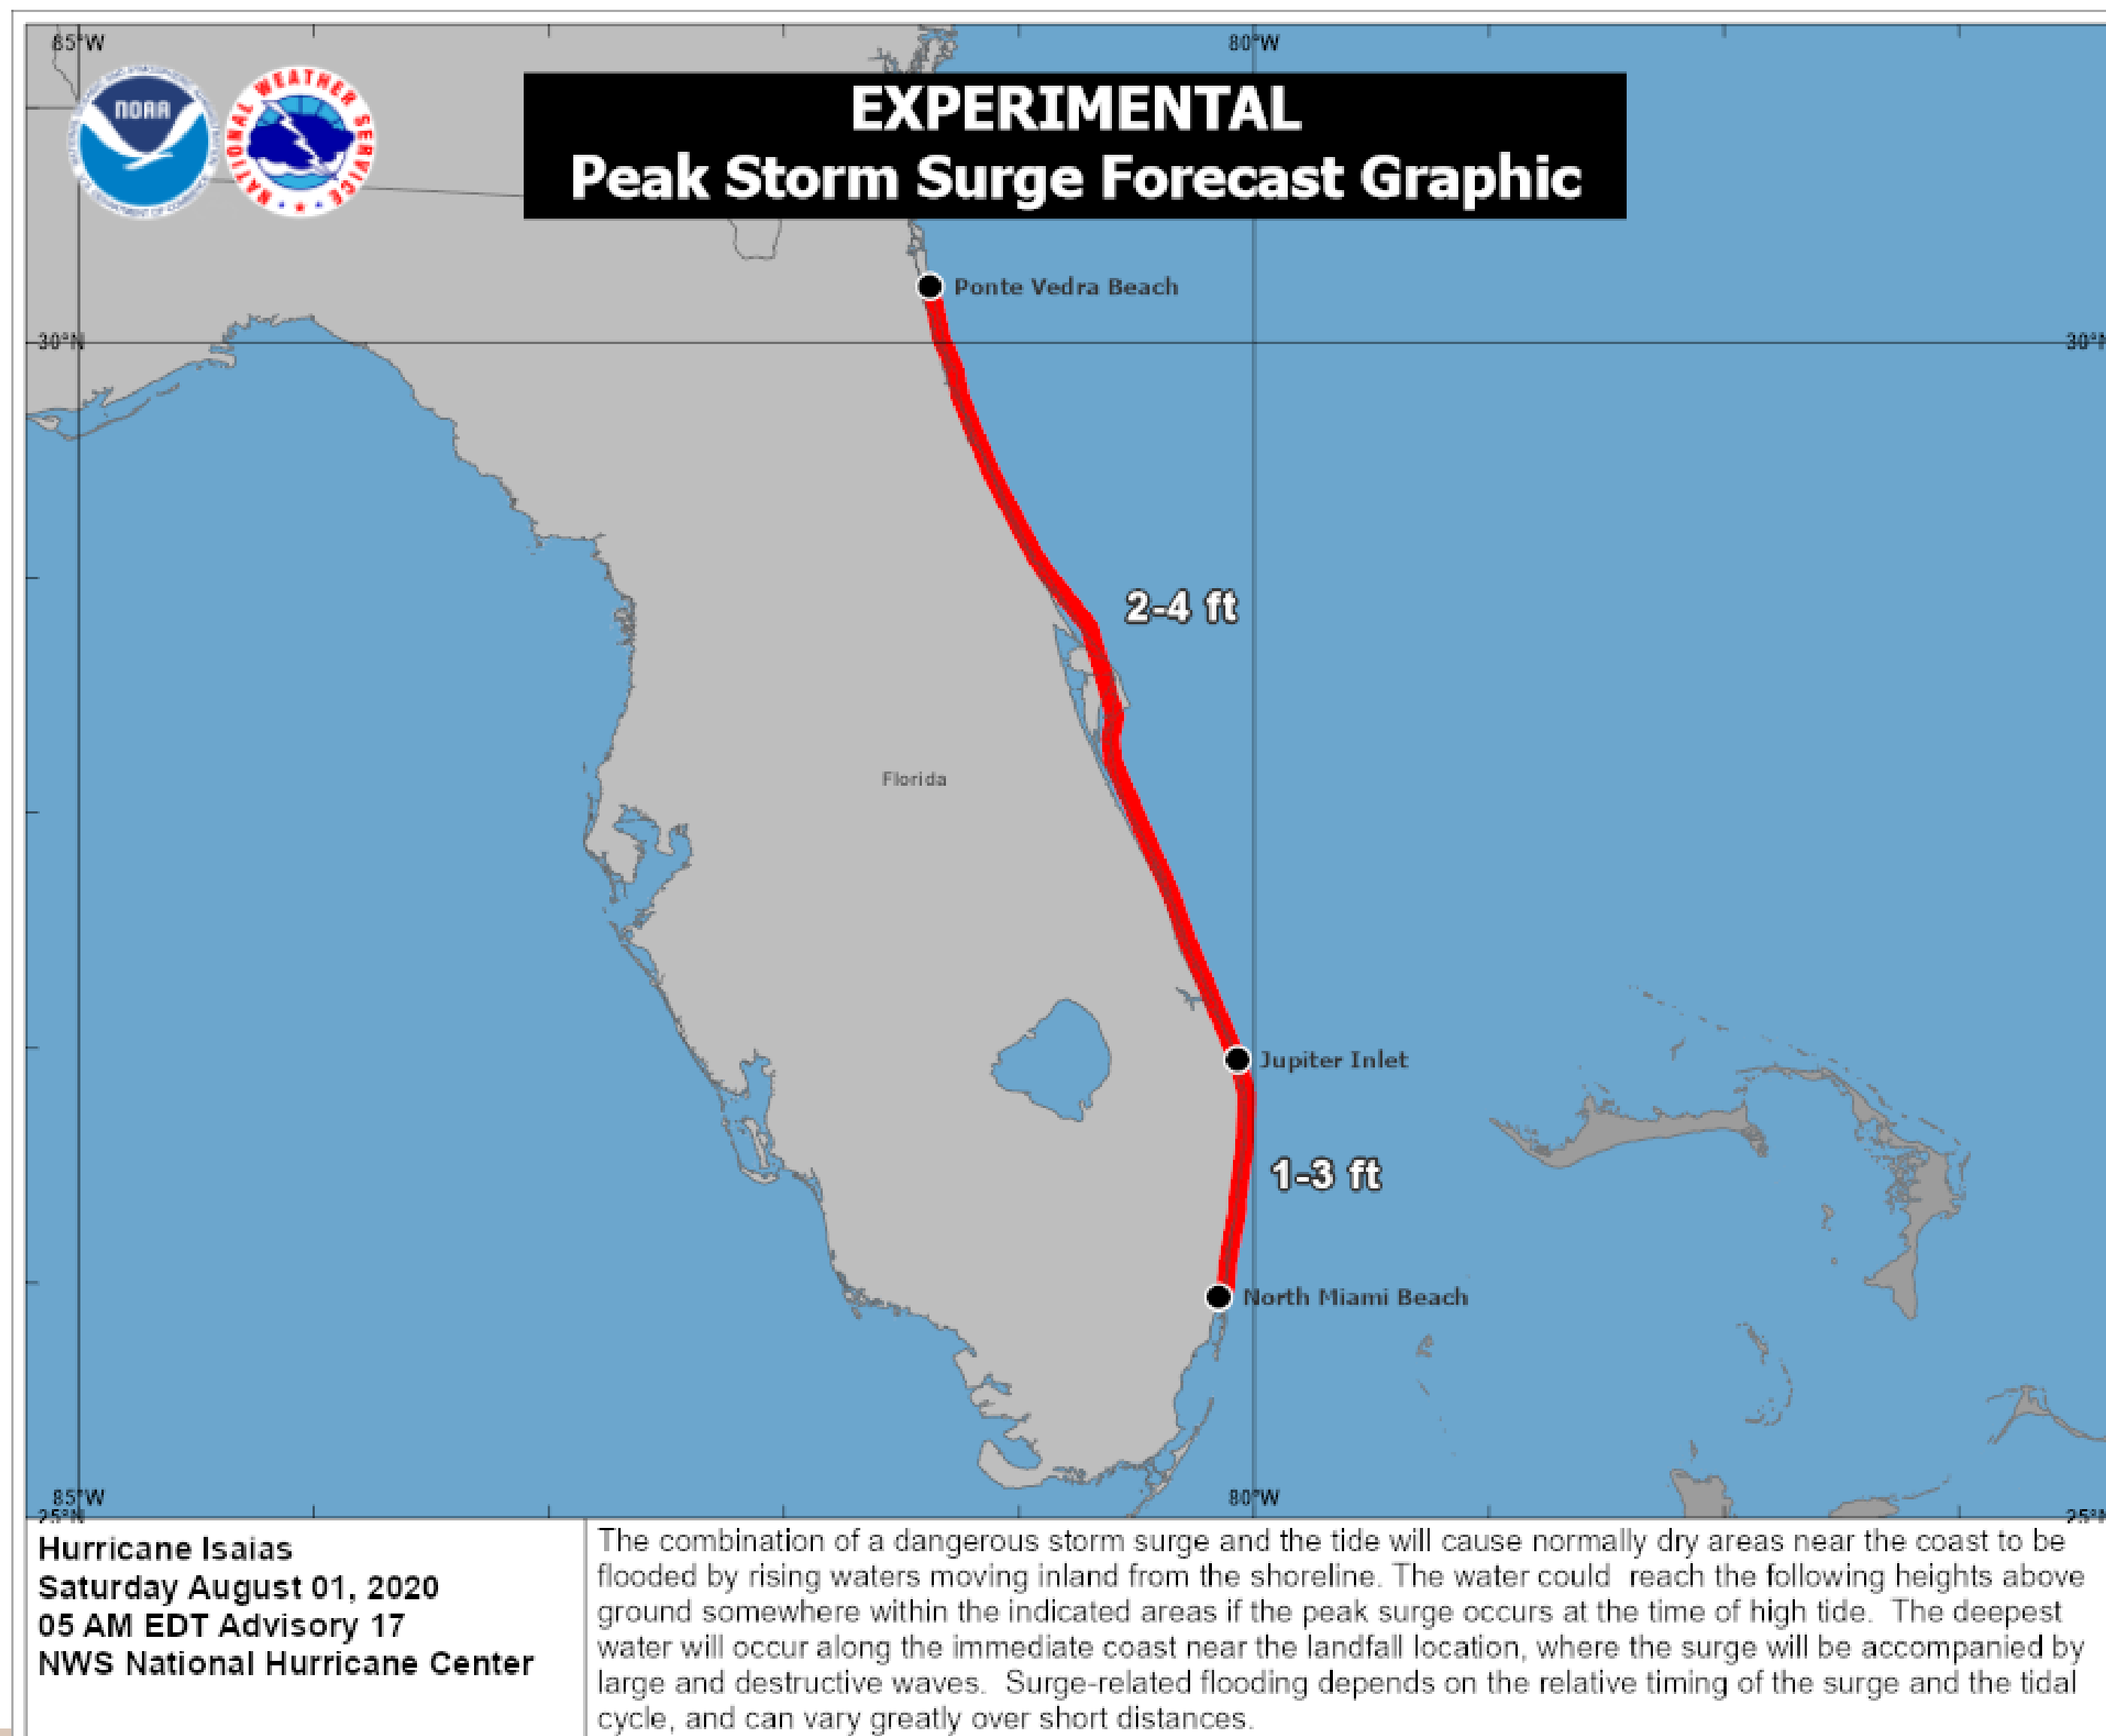 85°W
80°W
NOAA
NATIONAL WEATHER SERVICE
EXPERIMENTAL
Peak Storm Surge Forecast Graphic
Ponte Vedra Beach
30°N
30°N
2-4 ft
Florida
Jupiter Inlet
1-3 ft
North Miami Beach
85°W
80°W
25°N
25°N
Hurricane Isaias
Saturday August 01, 2020
05 AM EDT Advisory 17
NWS National Hurricane Center
The combination of a dangerous storm surge and the tide will cause normally dry areas near the coast to be
flooded by rising waters moving inland from the shoreline. The water could  reach the following heights above
ground somewhere within the indicated areas if the peak surge occurs at the time of high tide.  The deepest
water will occur along the immediate coast near the landfall location, where the surge will be accompanied by
large and destructive waves.  Surge-related flooding depends on the relative timing of the surge and the tidal
cycle, and can vary greatly over short distances.